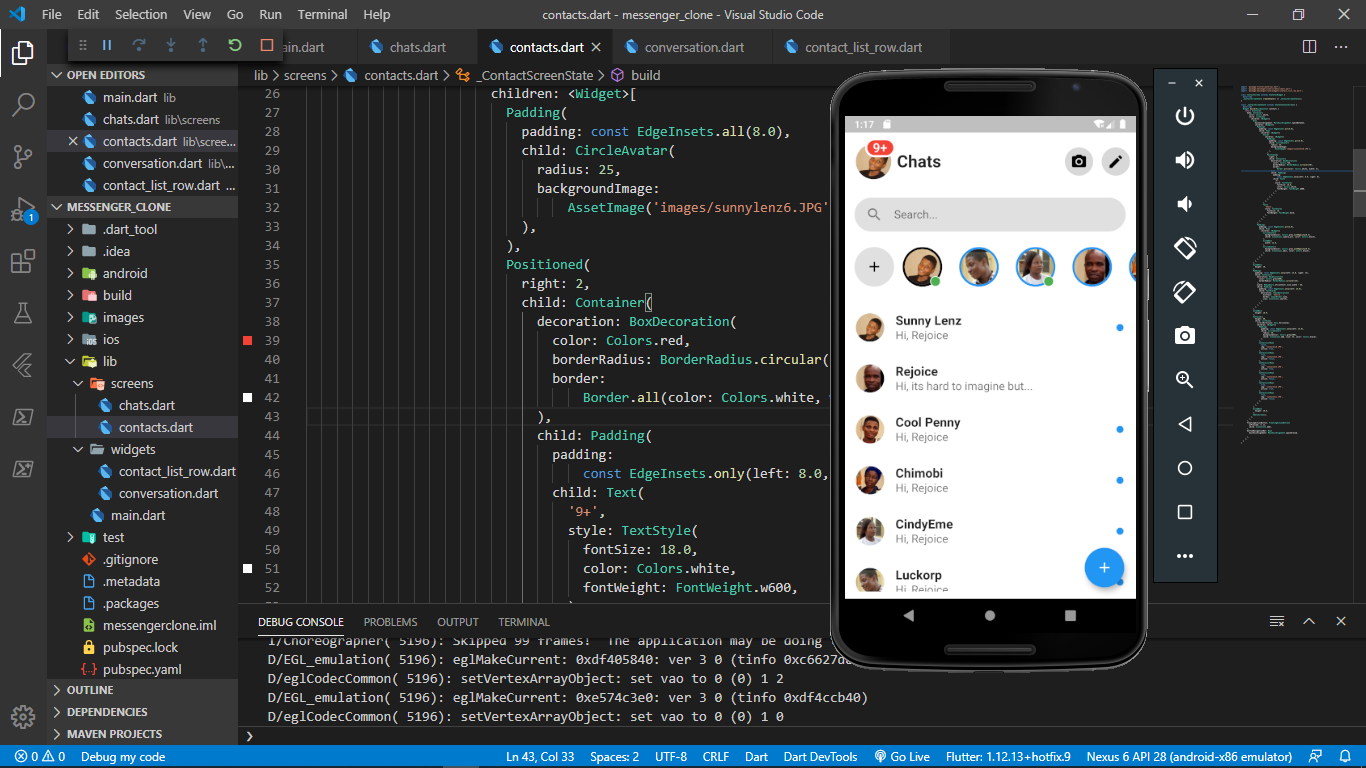 File Edit Selection View Go Run Terminal Help
contacts.dart - messenger_clone - Visual Studio Code
ain.dart chats.dart contacts.dart conversation.dart contact_list_row.dart
lib > screens > contacts.dart > _ContactScreenState > build
OPEN EDITORS
main.dart lib
chats.dart lib\screens
contacts.dart lib\scree...
conversation.dart lib\...
contact_list_row.dart ...
MESSENGER_CLONE
.dart_tool
.idea
android
build
images
ios
lib
screens
chats.dart
contacts.dart
widgets
contact_list_row.dart
conversation.dart
main.dart
test
.gitignore
.metadata
.packages
messengerclone.iml
pubspec.lock
pubspec.yaml
OUTLINE
DEPENDENCIES
MAVEN PROJECTS
1
26 children: <Widget>[
27 Padding(
28 padding: const EdgeInsets.all(8.0),
29 child: CircleAvatar(
30 radius: 25,
31 backgroundImage:
32 AssetImage('images/sunnylenz6.JPG'
33 ),
34 ),
35 Positioned(
36 right: 2,
37 child: Container(
38 decoration: BoxDecoration(
39 color: Colors.red,
40 borderRadius: BorderRadius.circular(
41 border:
42 Border.all(color: Colors.white,
43 ),
44 child: Padding(
45 padding:
46 const EdgeInsets.only(left: 8.0,
47 child: Text(
48 '9+',
49 style: TextStyle(
50 fontSize: 18.0,
51 color: Colors.white,
52 fontWeight: FontWeight.w600,
1:17
9+
Chats
Search...
Sunny Lenz
Hi, Rejoice
Rejoice
Hi, its hard to imagine but...
Cool Penny
Hi, Rejoice
Chimobi
Hi, Rejoice
CindyEme
Hi, Rejoice
Luckorp
Hi, Rejoice
DEBUG CONSOLE PROBLEMS OUTPUT TERMINAL
I/Choreographer( 5196): Skipped 99 frames! The application may be doing
D/EGL_emulation( 5196): eglMakeCurrent: 0xdf405840: ver 3 0 (tinfo
D/eglCodecCommon( 5196): setVertexArrayObject: set vao to 0 (0) 1 2
D/EGL_emulation( 5196): eglMakeCurrent: 0xe574c3e0: ver 3 0 (tinfo 0xdf4ccb40)
D/eglCodecCommon( 5196): setVertexArrayObject: set vao to 0 (0) 1 0
0 0 Debug my code Ln 43, Col 33 Spaces: 2 UTF-8 CRLF Dart Dart DevTools Go Live Flutter: 1.12.13+hotfix.9 Nexus 6 API 28 (android-x86 emulator)